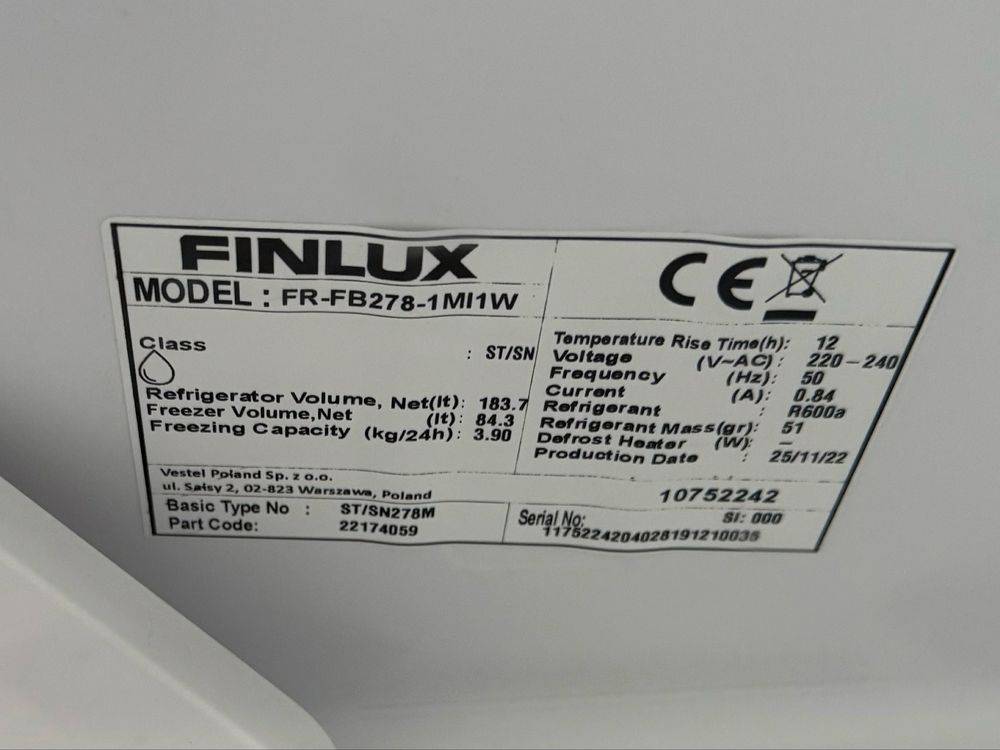 FINLUX
MODEL : FR-FB278-1MI1W
Class : ST/SN
Refrigerator Volume, Net(lt): 183.7
Freezer Volume,Net (lt): 84.3
Freezing Capacity (kg/24h): 3.90
CE
Temperature Rise Time(h): 12
Voltage (V~AC) : 220-240
Frequency (Hz): 50
Current (A): 0.84
Refrigerant : R600a
Refrigerant Mass(gr): 51
Defrost Heater (W): –
Production Date : 25/11/22
Vestel Poland Sp. z o.o.
ul. Salsy 2, 02-823 Warszawa, Poland
10752242
Basic Type No : ST/SN278M
Part Code: 22174059
Serial No: SI: 000
1175224204028191210035